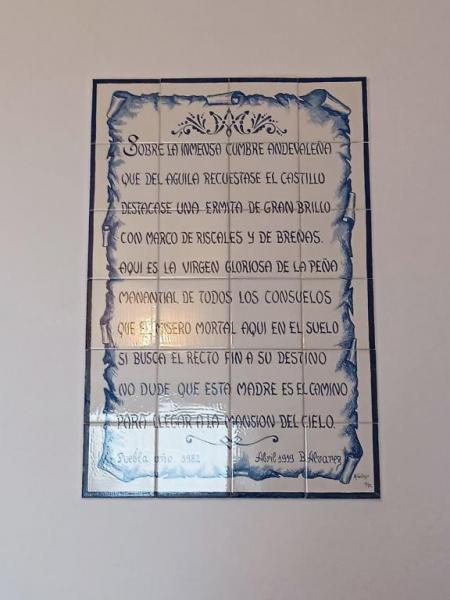 SOBRE LA INMENSA CUMBRE ANDEVALEÑA
QUE DEL AGUILA RECUESTASE EL CASTILLO
DESTACASE UNA ERMITA DE GRAN BRILLO
CON MARCO DE RISCALES Y DE BREÑAS.
AQUI ES LA VIRGEN GLORIOSA DE LA PEÑA
MANANTIAL DE TODOS LOS CONSUELOS
QUE EL MISERO MORTAL AQUI EN EL SUELO
SI BUSCA EL RECTO FIN A SU DESTINO
NO DUDE QUE ESTA MADRE ES EL CAMINO
PARA LLEGAR A LA MANSION DEL CIELO.
Puebla año 1982 Abril 1919 B. Alvarez